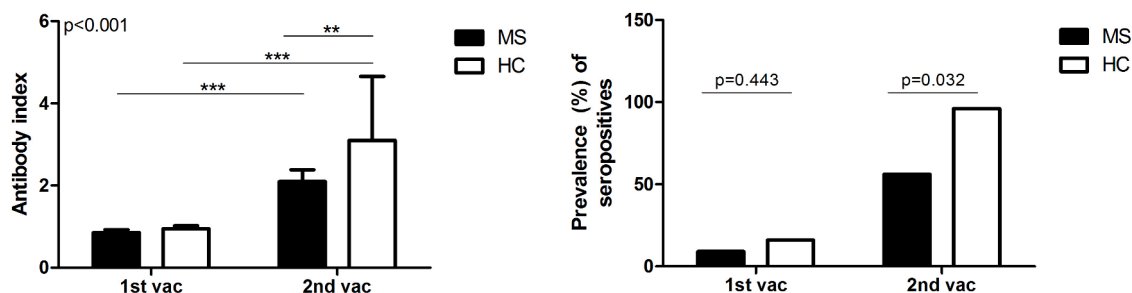 6
p<0.001
**
***
***
MS
HC
4
2
0
Antibody index
1st vac
2nd vac
150
MS
HC
p=0.443
p=0.032
100
50
0
Prevalence (%) of
seropositives
1st vac
2nd vac